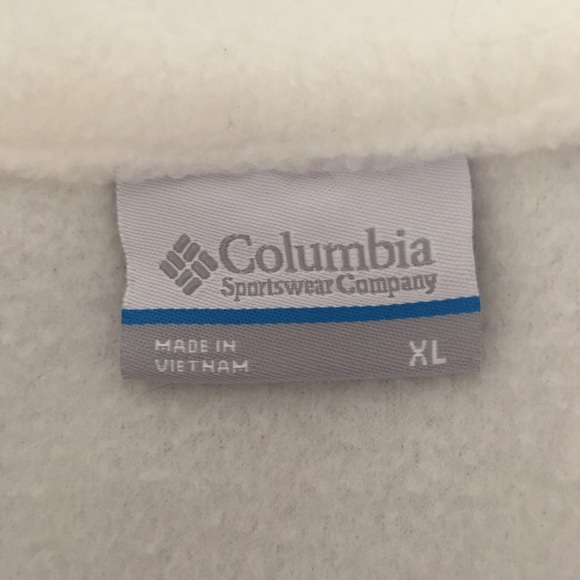 Columbia
Sportswear Company
MADE IN
VIETNAM
XL